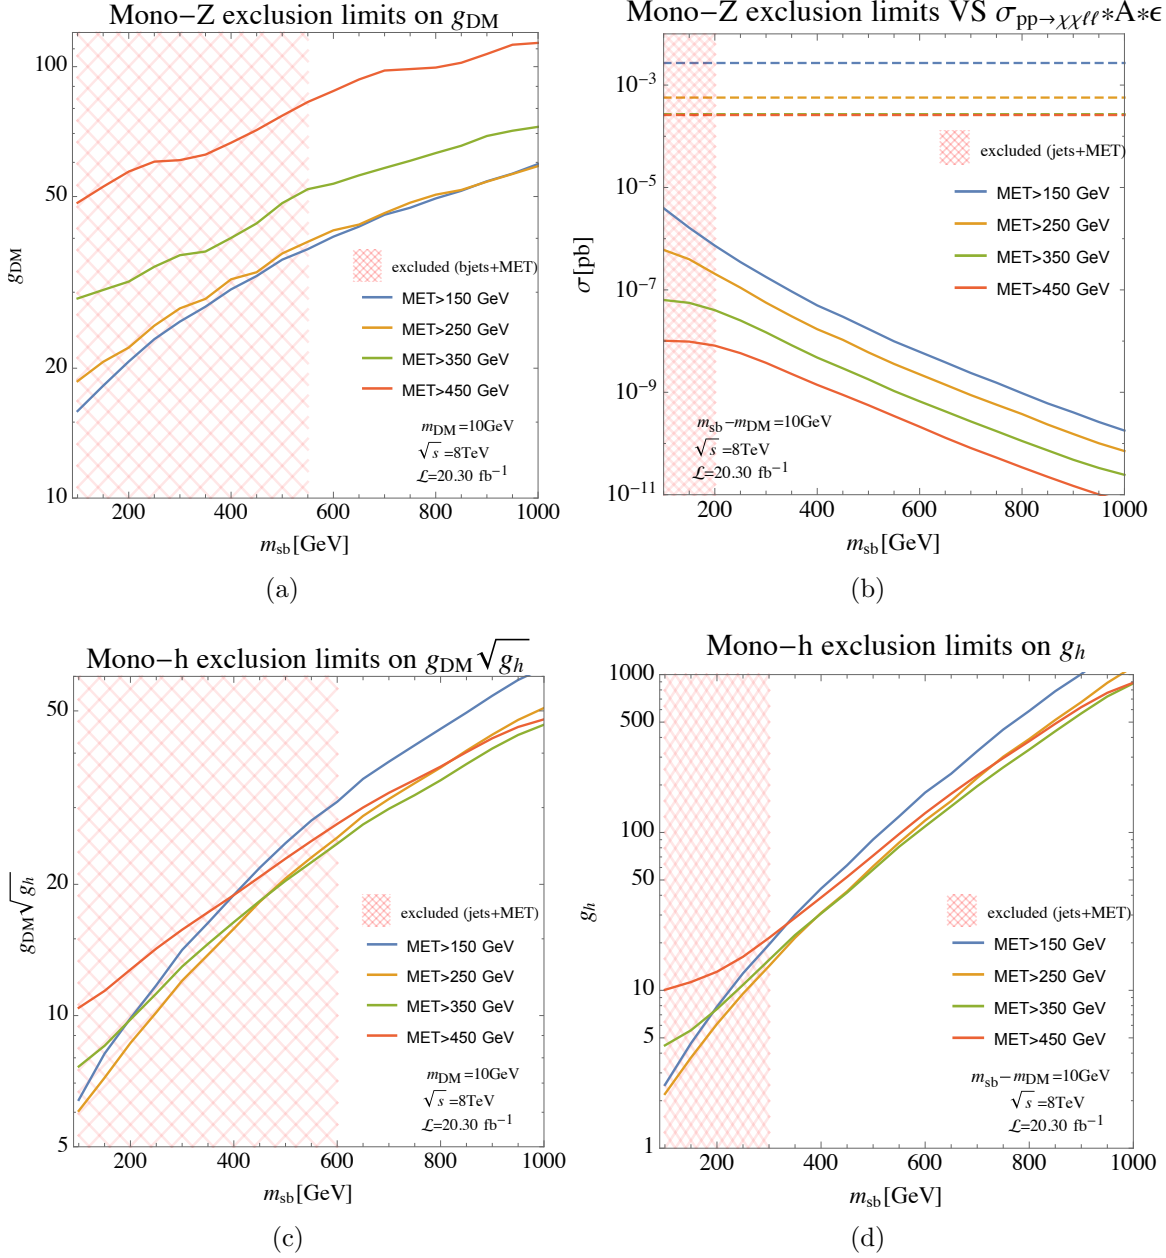 Mono−Z exclusion limits on g_DM
100
50
20
10
g_DM
excluded (bjets+MET)
MET>150 GeV
MET>250 GeV
MET>350 GeV
MET>450 GeV
m_DM=10GeV
√s =8TeV
ℒ=20.30 fb⁻¹
200 400 600 800 1000
m_sb[GeV]
(a)
Mono−Z exclusion limits VS σ_pp→χχℓℓ*A*ϵ
10⁻³
10⁻⁵
10⁻⁷
10⁻⁹
10⁻¹¹
σ[pb]
excluded (jets+MET)
MET>150 GeV
MET>250 GeV
MET>350 GeV
MET>450 GeV
m_sb−m_DM=10GeV
√s =8TeV
ℒ=20.30 fb⁻¹
200 400 600 800 1000
m_sb[GeV]
(b)
Mono−h exclusion limits on g_DM√g_h
50
20
10
5
g_DM√g_h
excluded (jets+MET)
MET>150 GeV
MET>250 GeV
MET>350 GeV
MET>450 GeV
m_DM=10GeV
√s =8TeV
ℒ=20.30 fb⁻¹
200 400 600 800 1000
m_sb[GeV]
(c)
Mono−h exclusion limits on g_h
1000
500
100
50
10
5
1
g_h
excluded (jets+MET)
MET>150 GeV
MET>250 GeV
MET>350 GeV
MET>450 GeV
m_sb−m_DM=10GeV
√s =8TeV
ℒ=20.30 fb⁻¹
200 400 600 800 1000
m_sb[GeV]
(d)